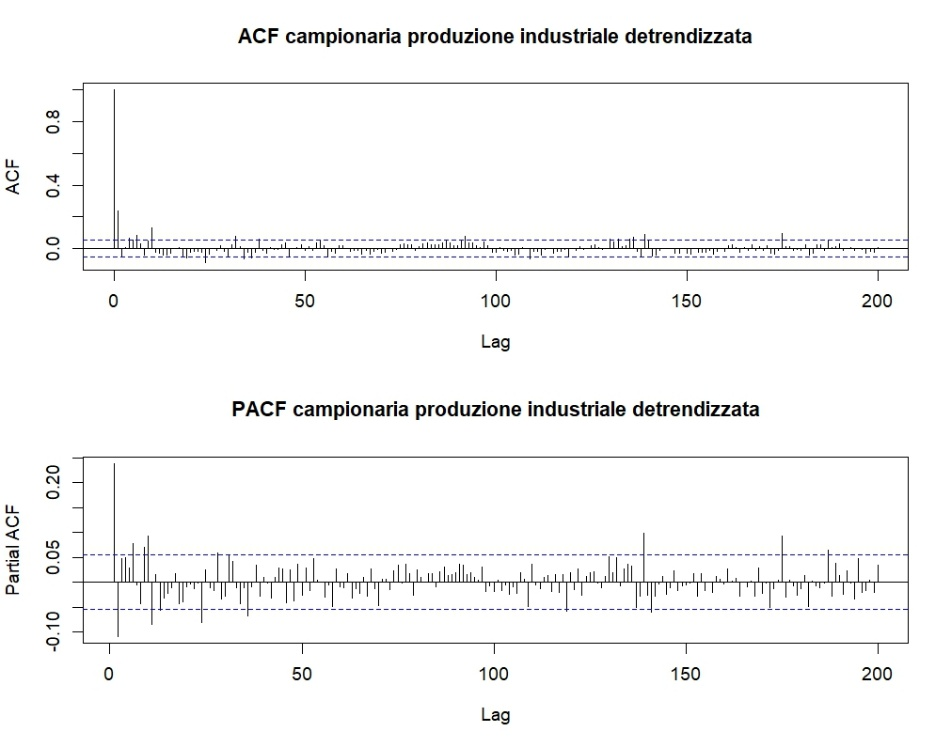 ACF campionaria produzione industriale detrendizzata
ACF
0.8
0.4
0.0
0 50 100 150 200
Lag
PACF campionaria produzione industriale detrendizzata
Partial ACF
0.20
0.05
-0.10
0 50 100 150 200
Lag